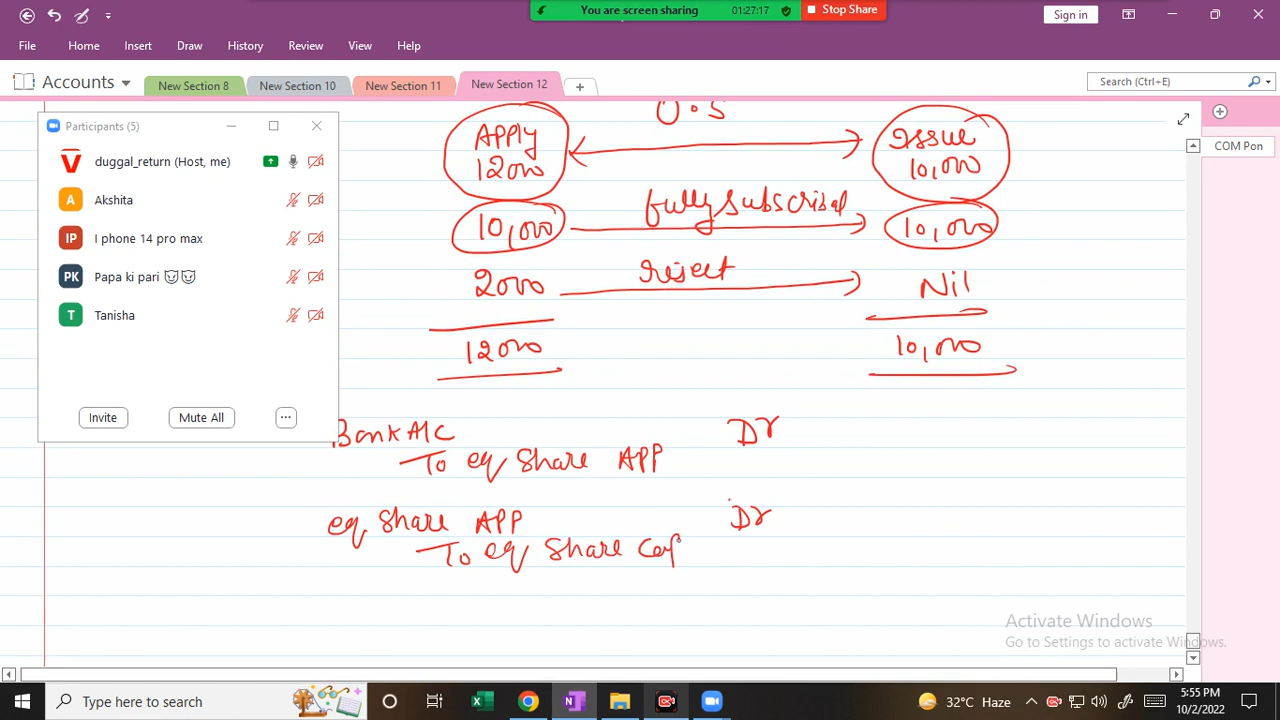 You are screen sharing
01:27:17
Stop Share
Sign in
File
Home
Insert
Draw
History
Review
View
Help
Accounts
New Section 8
New Section 10
New Section 11
New Section 12
Search (Ctrl+E)
COM Pon
Participants (5)
duggal_return (Host, me)
A
Akshita
IP
I phone 14 pro max
PK
Papa ki pari 🐱🐱
T
Tanisha
Invite
Mute All
O.S
APPly
12000
Issue
10,000
10,000
fully subscribed
10,000
2000
reject
Nil
12000
10,000
Bank A/C Dr
To eq Share APP
eq Share APP Dr
To eq Share Cap
Activate Windows
Go to Settings to activate Windows.
Type here to search
32°C Haze
5:55 PM
10/2/2022